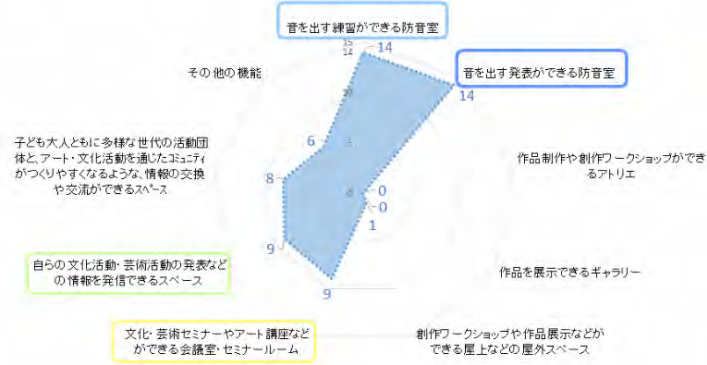 音を出す練習ができる防音室
15
14
14
音を出す発表ができる防音室
14
その他の機能
10
子ども大人ともに多様な世代の活動団
体と、アート・文化活動を通じたコミュニティ
がつくりやすくなるような、情報の交換
や交流ができるスペース
6
5
8
作品制作や創作ワークショップができ
るアトリエ
0
0
0
1
9
自らの文化活動・芸術活動の発表など
の情報を発信できるスペース
作品を展示できるギャラリー
9
文化・芸術セミナーやアート講座など
ができる会議室・セミナールーム
創作ワークショップや作品展示などが
できる屋上などの屋外スペース